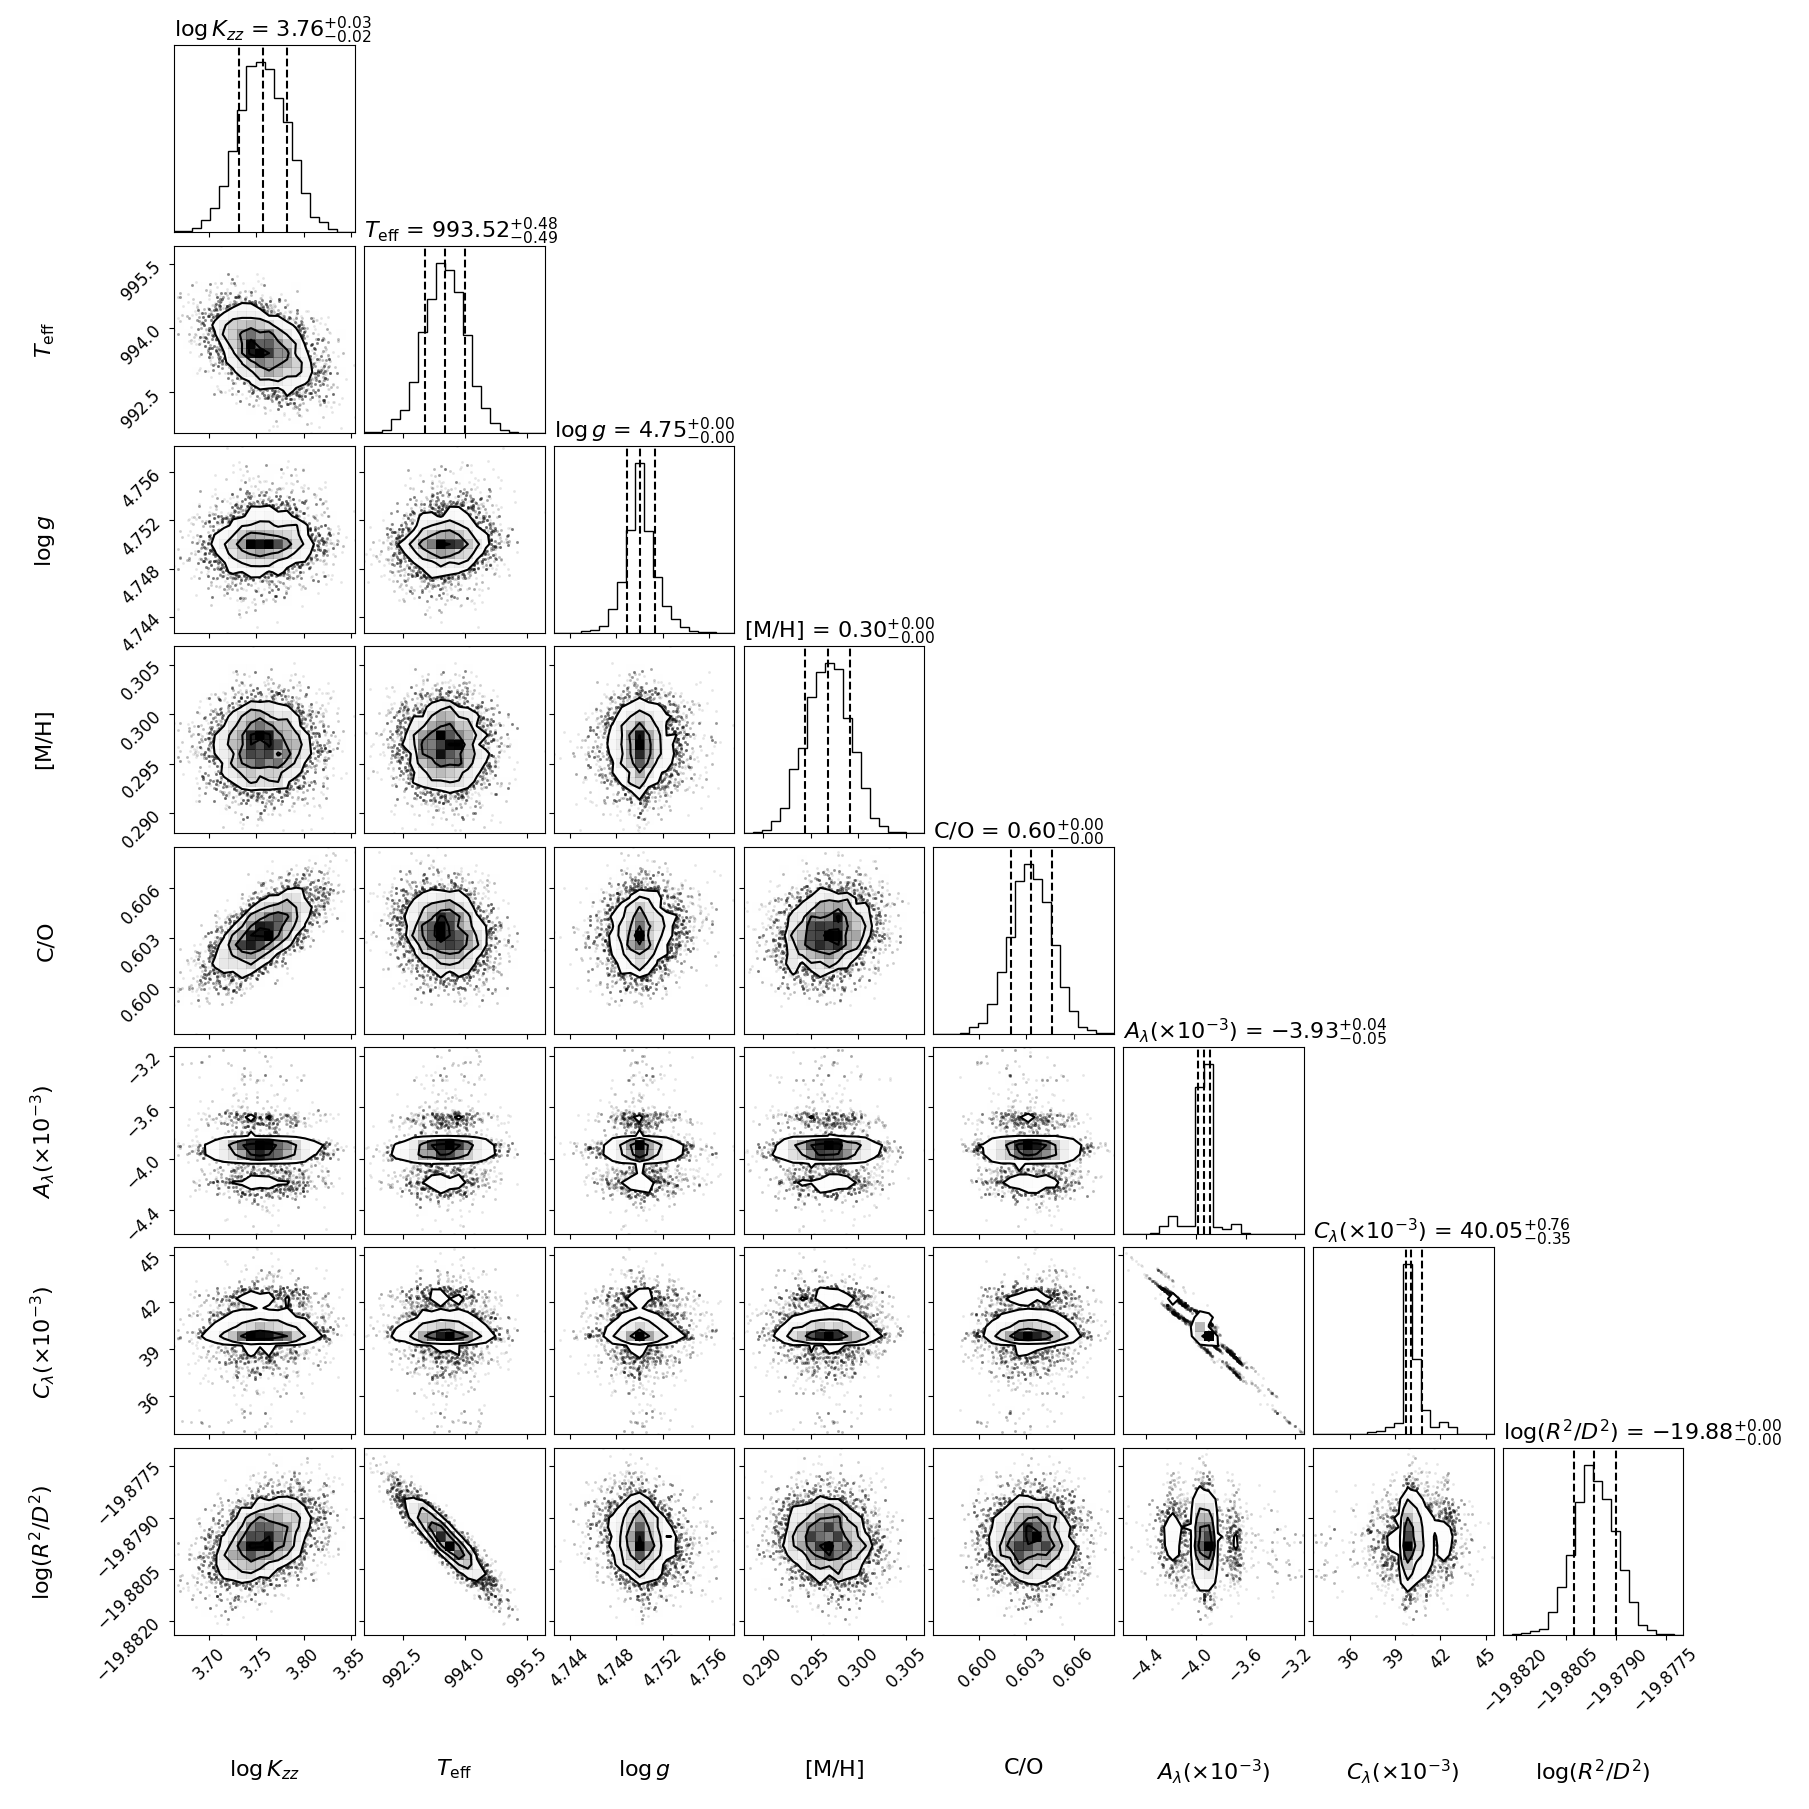 log K_zz = 3.76^{+0.03}_{−0.02}
T_eff = 993.52^{+0.48}_{−0.49}
995.5
994.0
992.5
T_eff
log g = 4.75^{+0.00}_{−0.00}
4.756
4.752
4.748
4.744
log g
[M/H] = 0.30^{+0.00}_{−0.00}
0.305
0.300
0.295
0.290
[M/H]
C/O = 0.60^{+0.00}_{−0.00}
0.606
0.603
0.600
C/O
A_λ(×10^{−3}) = −3.93^{+0.04}_{−0.05}
−3.2
−3.6
−4.0
−4.4
A_λ(×10^{−3})
C_λ(×10^{−3}) = 40.05^{+0.76}_{−0.35}
45
42
39
36
C_λ(×10^{−3})
log(R²/D²) = −19.88^{+0.00}_{−0.00}
−19.8775
−19.8790
−19.8805
−19.8820
log(R²/D²)
3.70 3.75 3.80 3.85 992.5 994.0 995.5 4.744 4.748 4.752 4.756 0.290 0.295 0.300 0.305 0.600 0.603 0.606 −4.4 −4.0 −3.6 −3.2 36 39 42 45 −19.8820 −19.8805 −19.8790 −19.8775
log K_zz T_eff log g [M/H] C/O A_λ(×10^{−3}) C_λ(×10^{−3}) log(R²/D²)